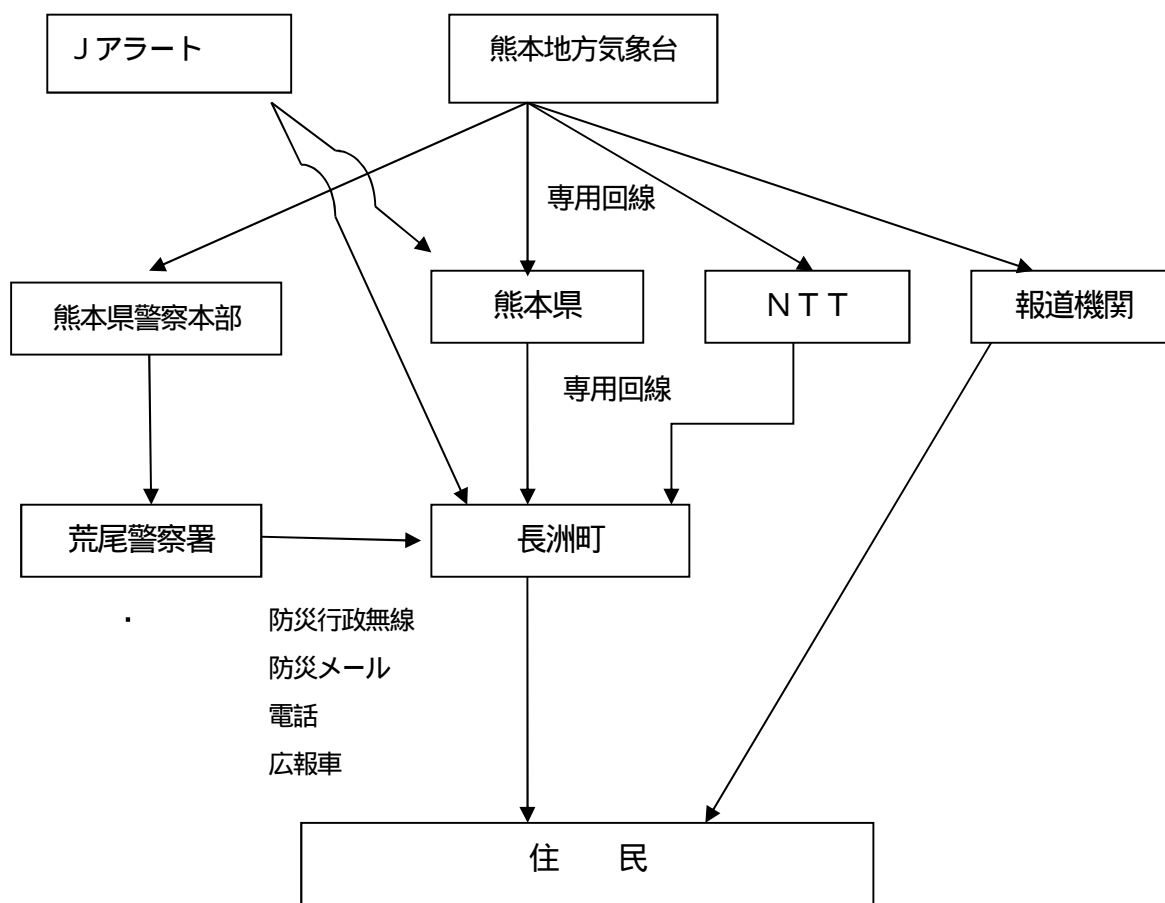 Ｊアラート
熊本地方気象台
専用回線
熊本県警察本部
熊本県
ＮＴＴ
報道機関
専用回線
荒尾警察署
長洲町
・
防災行政無線
防災メール
電話
広報車
住　　民